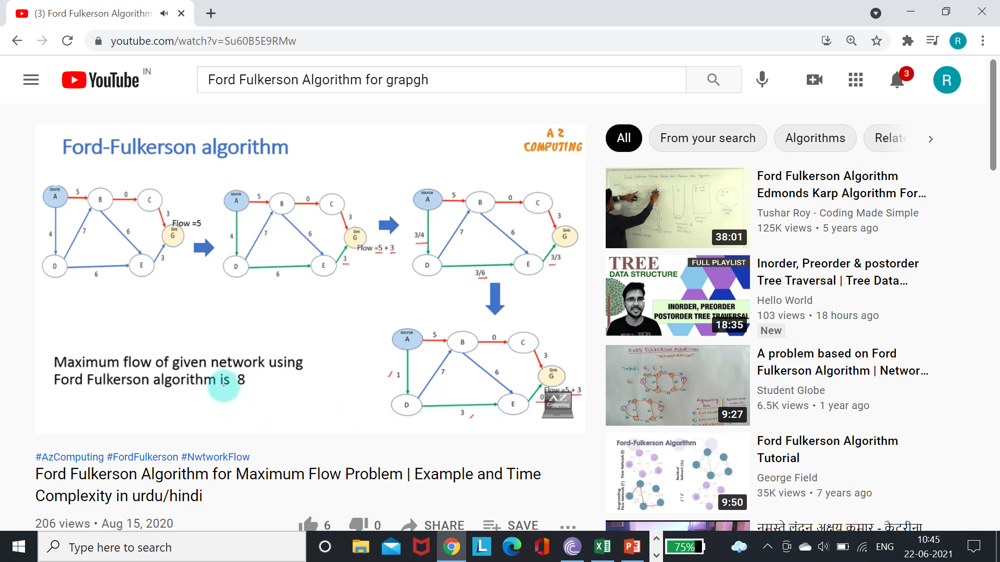 (3) Ford Fulkerson Algorithm
youtube.com/watch?v=Su60B5E9RMw
R
YouTube IN
Ford Fulkerson Algorithm for grapgh
3
R
Ford-Fulkerson algorithm
A Z
COMPUTING
source
A
5
B
0
C
3
Flow =5
Sink
G
4
7
6
3
D
E
6
source
A
5
B
0
C
3
Sink
G
Flow =5 + 3
4
7
6
3
D
E
6
source
A
5
B
0
C
3
Sink
G
3/4
7
6
3/3
D
E
3/6
source
A
5
B
0
C
3
Sink
G
Flow =5 + 3
1
7
6
0
D
E
3
AZ
Computing
Maximum flow of given network using
Ford Fulkerson algorithm is 8
#AzComputing #FordFulkerson #NwtworkFlow
Ford Fulkerson Algorithm for Maximum Flow Problem | Example and Time
Complexity in urdu/hindi
206 views • Aug 15, 2020
6
0
SHARE
SAVE
All
From your search
Algorithms
Relate
38:01
Ford Fulkerson Algorithm
Edmonds Karp Algorithm For...
Tushar Roy - Coding Made Simple
125K views • 5 years ago
TREE
DATA STRUCTURE
FULL PLAYLIST
INORDER, PREORDER
POSTORDER TREE TRAVERSAL
18:35
Inorder, Preorder & postorder
Tree Traversal | Tree Data...
Hello World
103 views • 18 hours ago
New
FORD FULKERSON ALGORITHM
"DEMONSTRATION"
Input: G, S, T
9:27
A problem based on Ford
Fulkerson Algorithm | Networ...
Student Globe
6.5K views • 1 year ago
Ford-Fulkerson Algorithm
9:50
Ford Fulkerson Algorithm
Tutorial
George Field
35K views • 7 years ago
नमस्ते लंदन अक्षय कुमार - कैटरीना
Type here to search
75%
ENG
10:45
22-06-2021